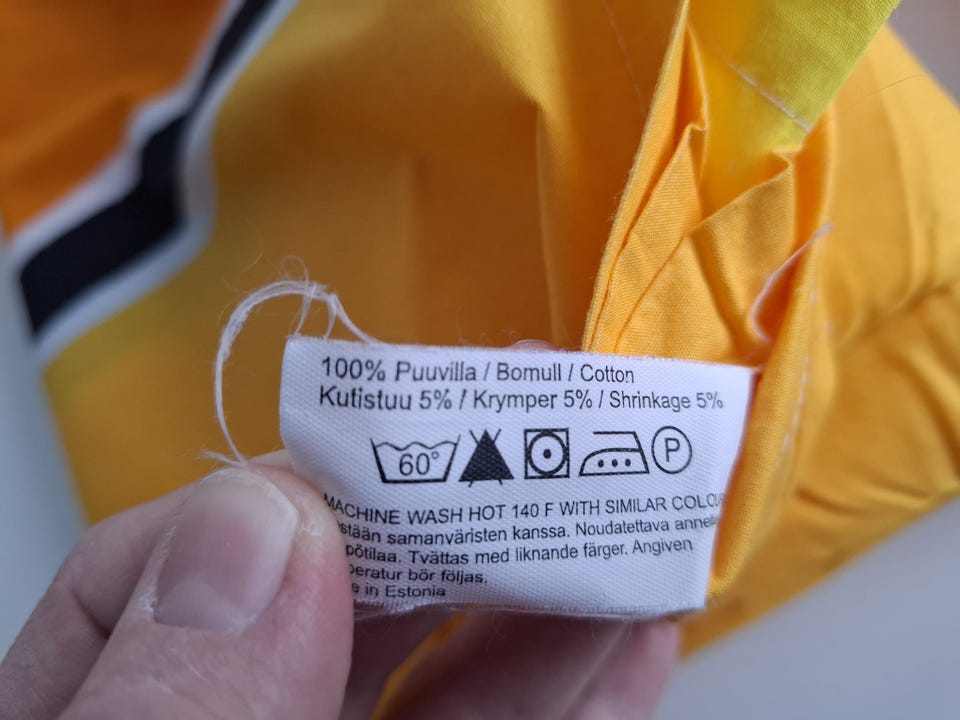 100% Puuvilla / Bomull / Cotton
Kutistuu 5% / Krymper 5% / Shrinkage 5%
60° P
MACHINE WASH HOT 140 F WITH SIMILAR
samanväristen kanssa. Noudatettava
Tvättas med liknande färger. Angiven
bör följas.
in Estonia